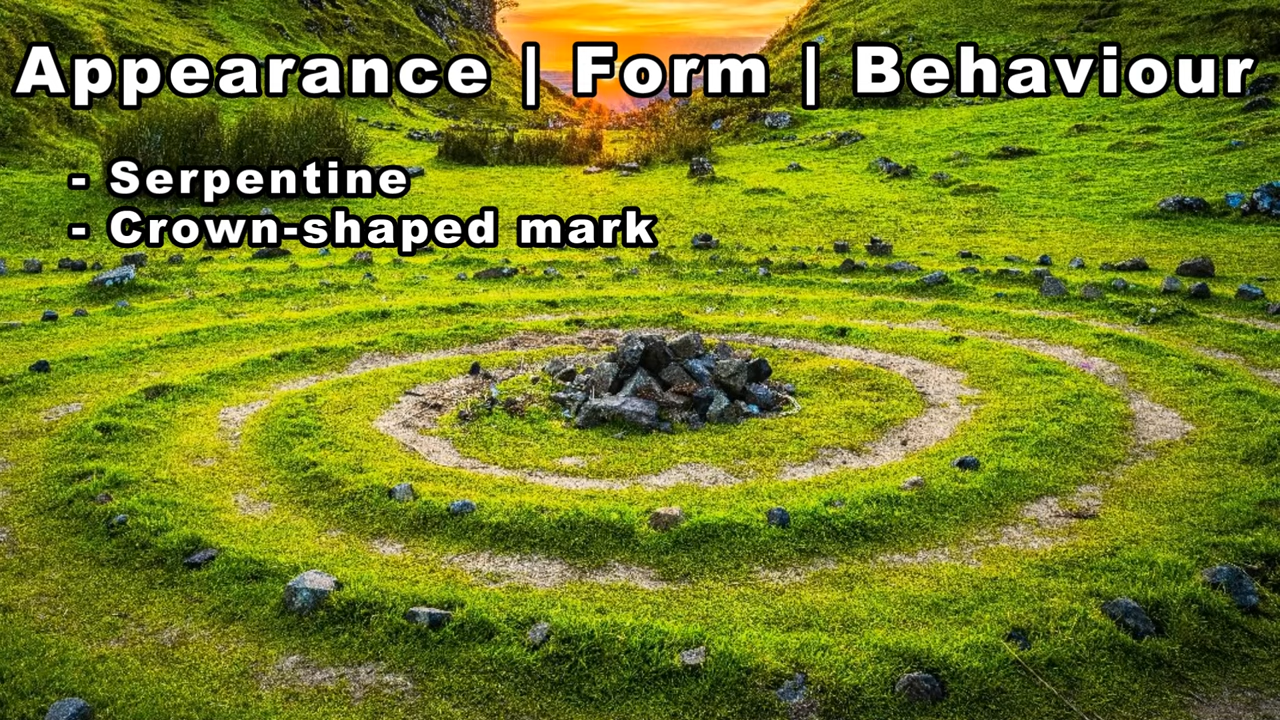 Appearance | Form | Behaviour
- Serpentine
- Crown-shaped mark